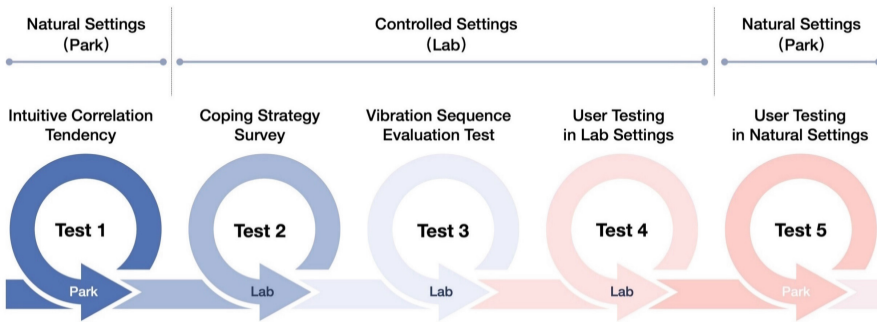 Natural Settings
(Park)
Controlled Settings
(Lab)
Natural Settings
(Park)
Intuitive Correlation
Tendency
Coping Strategy
Survey
Vibration Sequence
Evaluation Test
User Testing
in Lab Settings
User Testing
in Natural Settings
Test 1
Test 2
Test 3
Test 4
Test 5
Park
Lab
Lab
Lab
Park